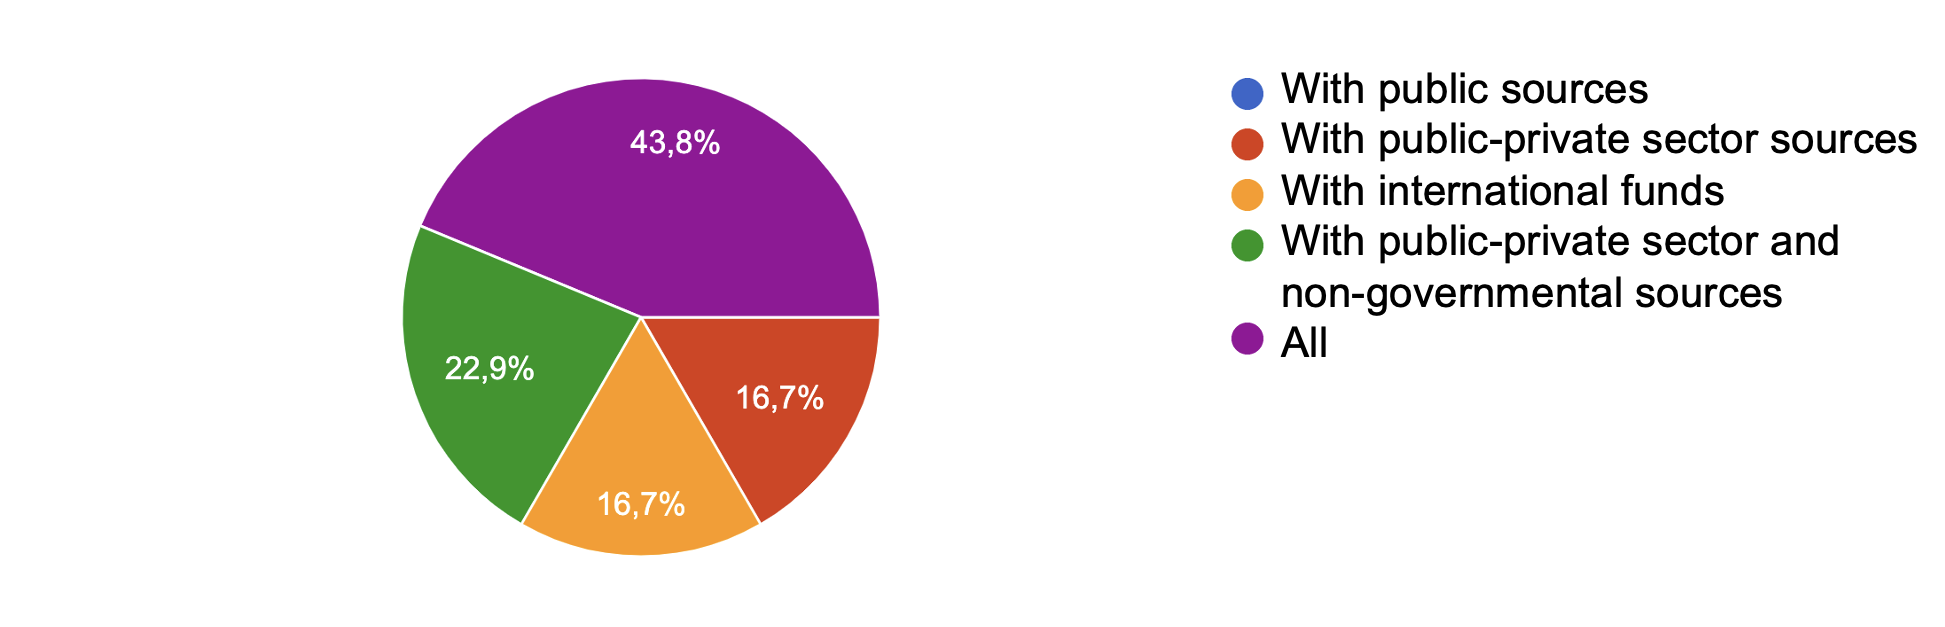 43,8%
22,9%
16,7%
16,7%
With public sources
With public-private sector sources
With international funds
With public-private sector and
non-governmental sources
All